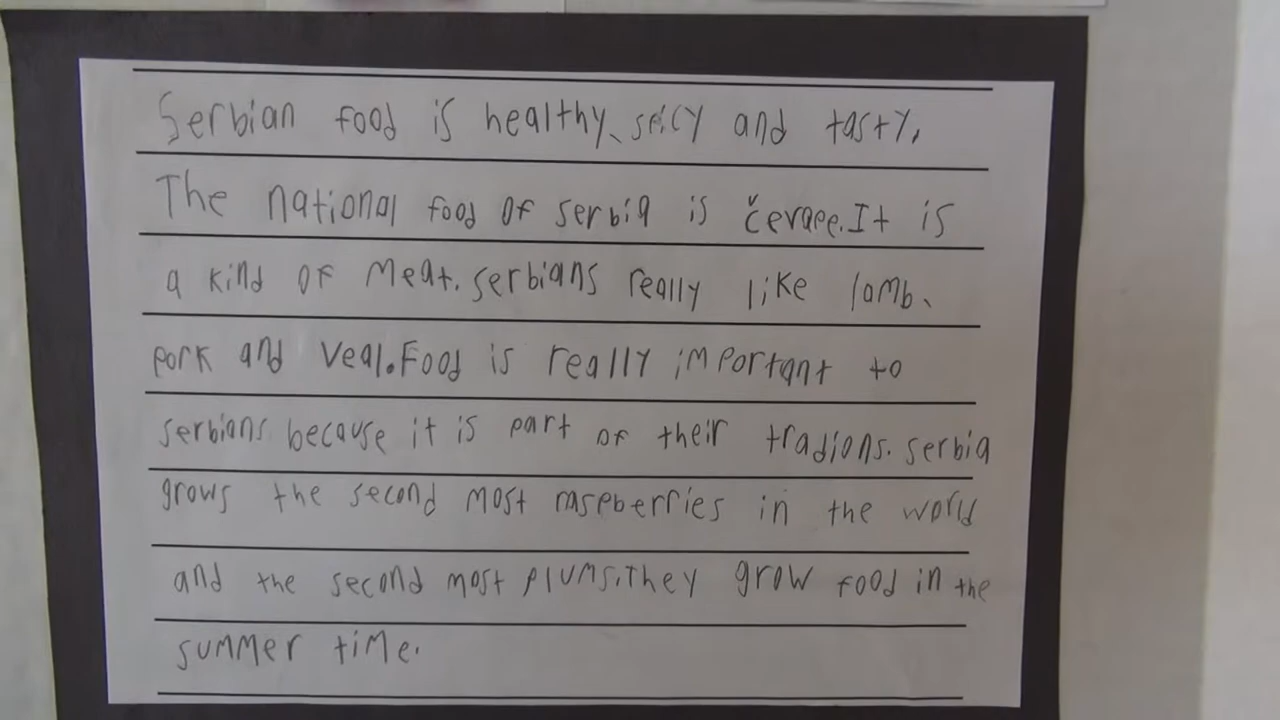 Serbian food is healthy, spicy and tasty.
The national food of serbia is čevape. It is
a kind of meat. serbians really like lamb,
pork and veal. Food is really important to
serbians because it is part of their tradions. serbia
grows the second most raspberries in the world
and the second most plums. They grow food in the
summer time.